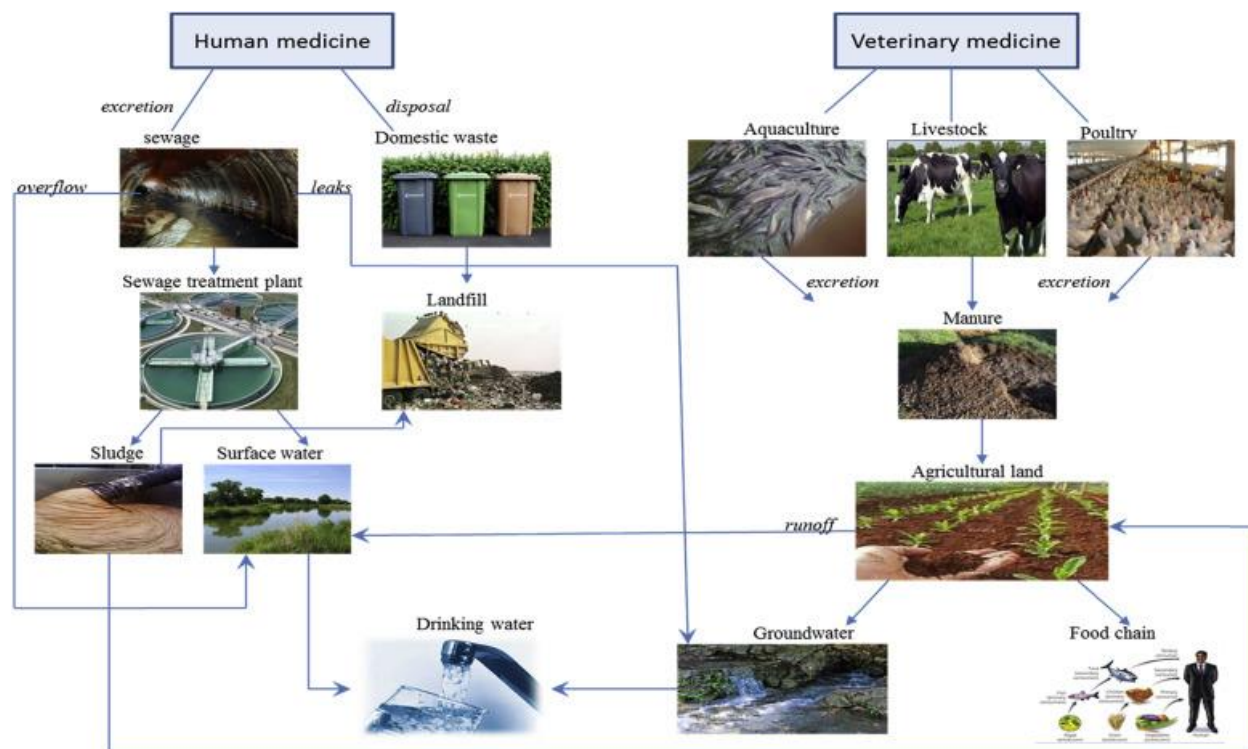 Human medicine
Veterinary medicine
excretion
disposal
sewage
Domestic waste
Aquaculture
Livestock
Poultry
overflow
leaks
excretion
excretion
Sewage treatment plant
Landfill
Manure
Sludge
Surface water
Agricultural land
runoff
Drinking water
Groundwater
Food chain